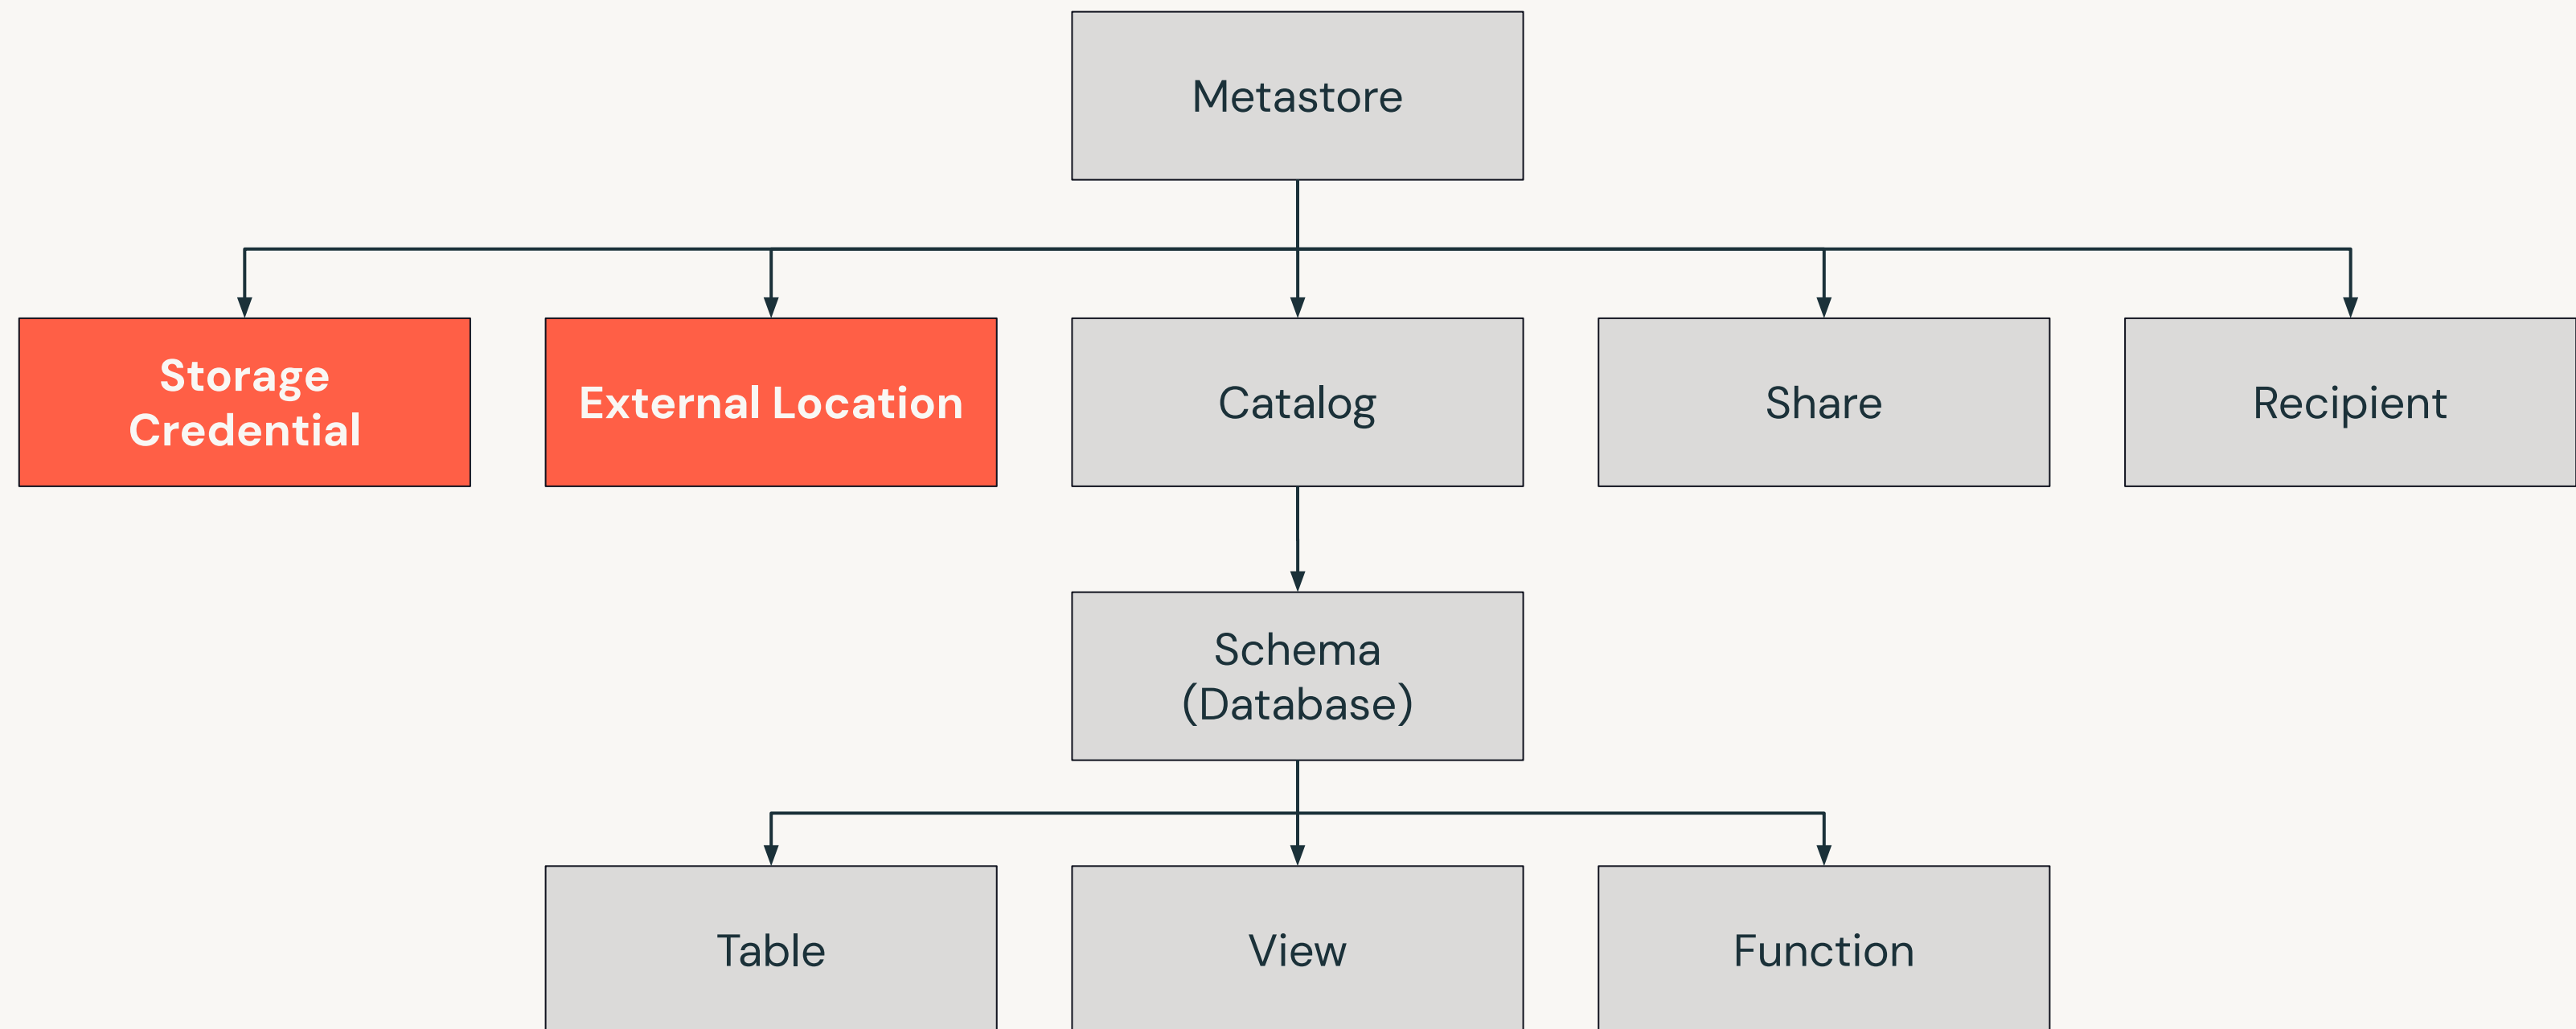 Metastore
Storage
Credential
External Location
Catalog
Share
Recipient
Schema
(Database)
Table
View
Function